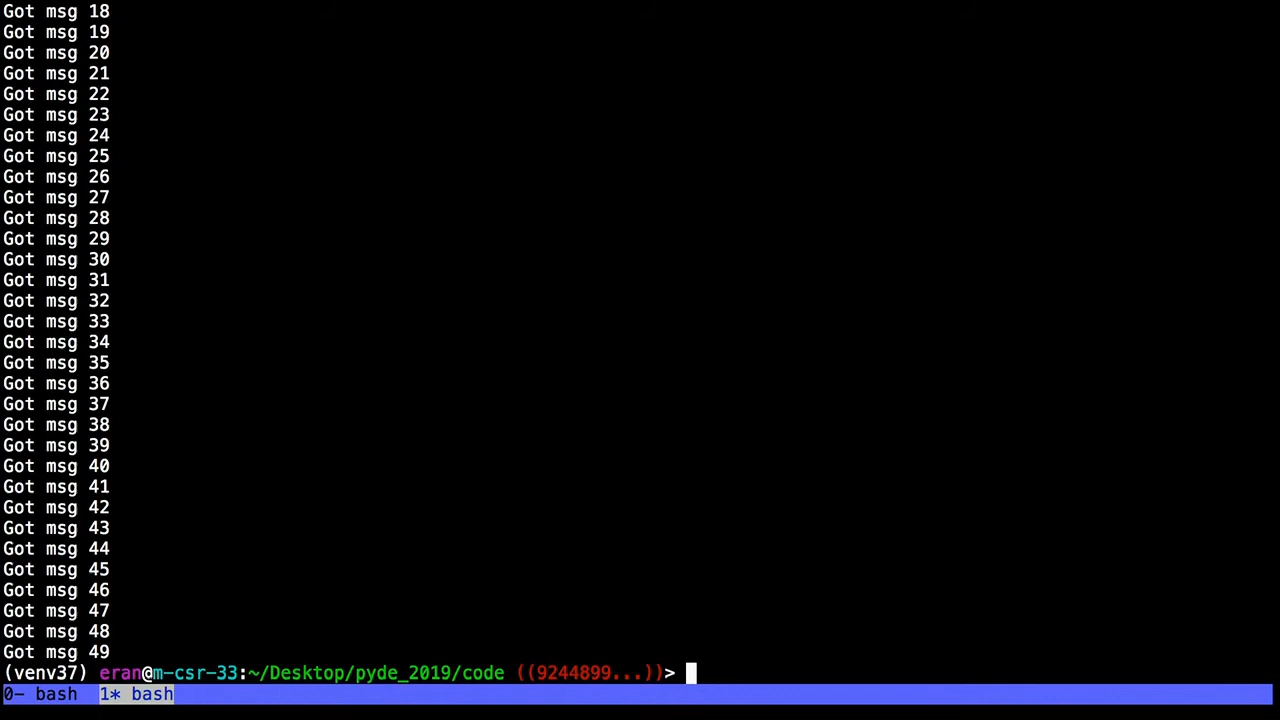 Got msg 18
Got msg 19
Got msg 20
Got msg 21
Got msg 22
Got msg 23
Got msg 24
Got msg 25
Got msg 26
Got msg 27
Got msg 28
Got msg 29
Got msg 30
Got msg 31
Got msg 32
Got msg 33
Got msg 34
Got msg 35
Got msg 36
Got msg 37
Got msg 38
Got msg 39
Got msg 40
Got msg 41
Got msg 42
Got msg 43
Got msg 44
Got msg 45
Got msg 46
Got msg 47
Got msg 48
Got msg 49
(venv37) eran@m-csr-33:~/Desktop/pyde_2019/code ((9244899...))>
0- bash  1* bash